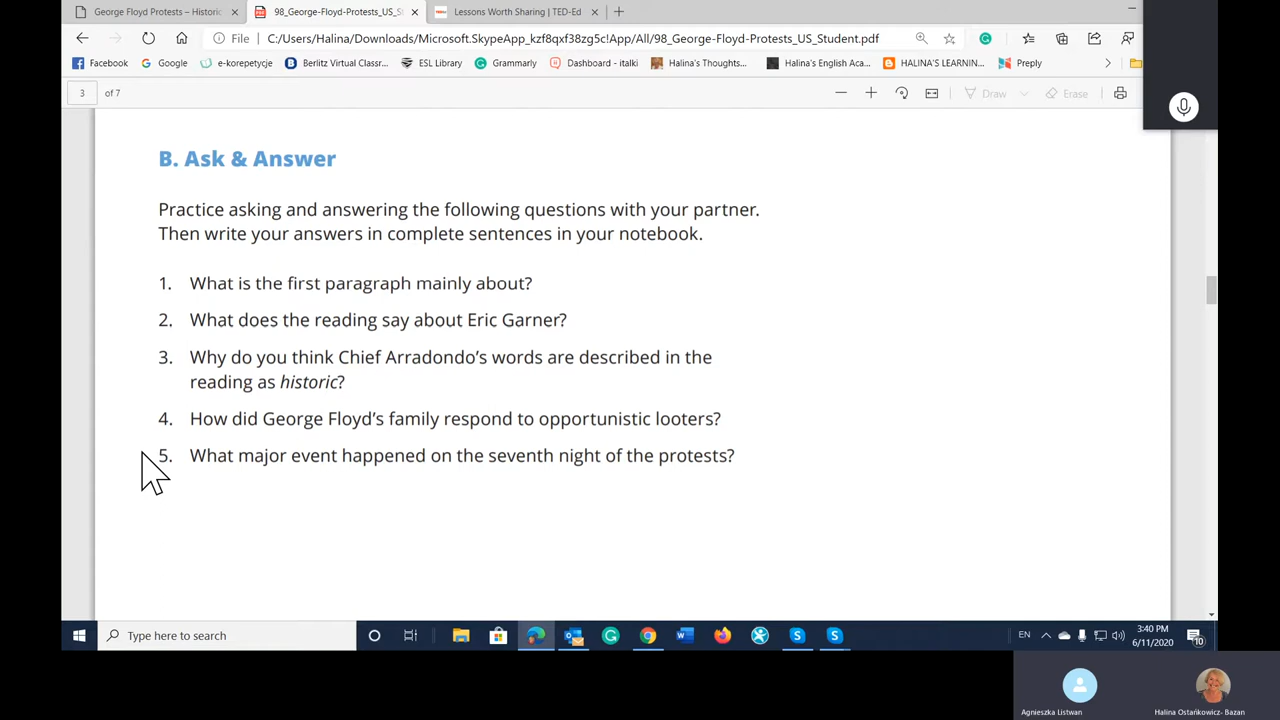 George Floyd Protests – Historic
98_George-Floyd-Protests_US_S
Lessons Worth Sharing | TED-Ed
File C:/Users/Halina/Downloads/Microsoft.SkypeApp_kzf8qxf38zg5c!App/All/98_George-Floyd-Protests_US_Student.pdf
Facebook Google e-korepetycje Berlitz Virtual Classr... ESL Library Grammarly Dashboard - italki Halina's Thoughts... Halina's English Aca... HALINA'S LEARNIN... Preply
3 of 7 Draw Erase
B. Ask & Answer
Practice asking and answering the following questions with your partner.
Then write your answers in complete sentences in your notebook.
1. What is the first paragraph mainly about?
2. What does the reading say about Eric Garner?
3. Why do you think Chief Arradondo's words are described in the
reading as historic?
4. How did George Floyd's family respond to opportunistic looters?
5. What major event happened on the seventh night of the protests?
Type here to search
EN
3:40 PM
6/11/2020
10
Agnieszka Listwan
Halina Ostańkowicz- Bazan